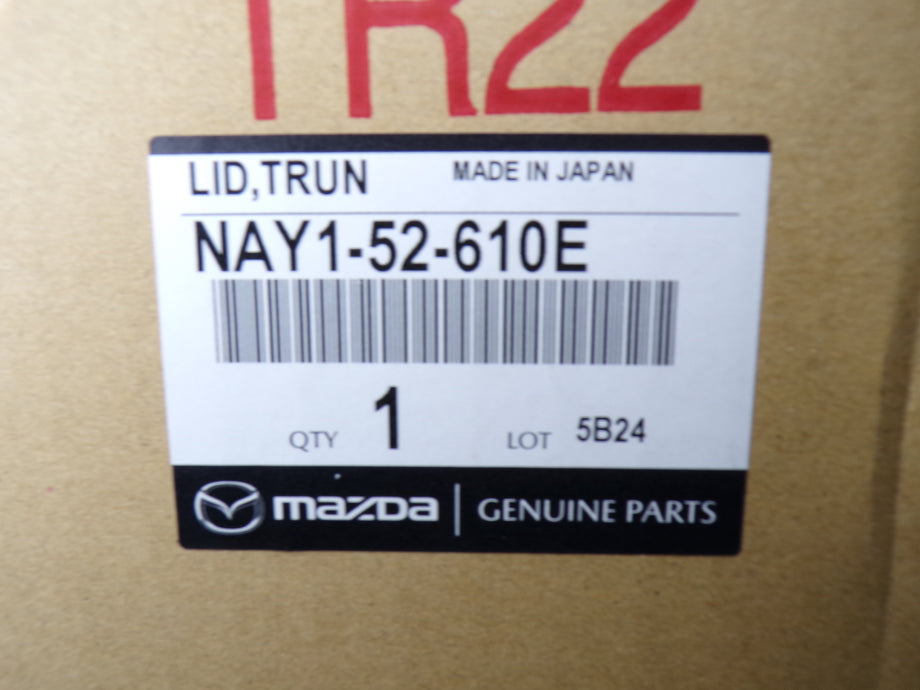 TR22
LID,TRUN MADE IN JAPAN
NAY1-52-610E
QTY 1 LOT 5B24
mazda GENUINE PARTS